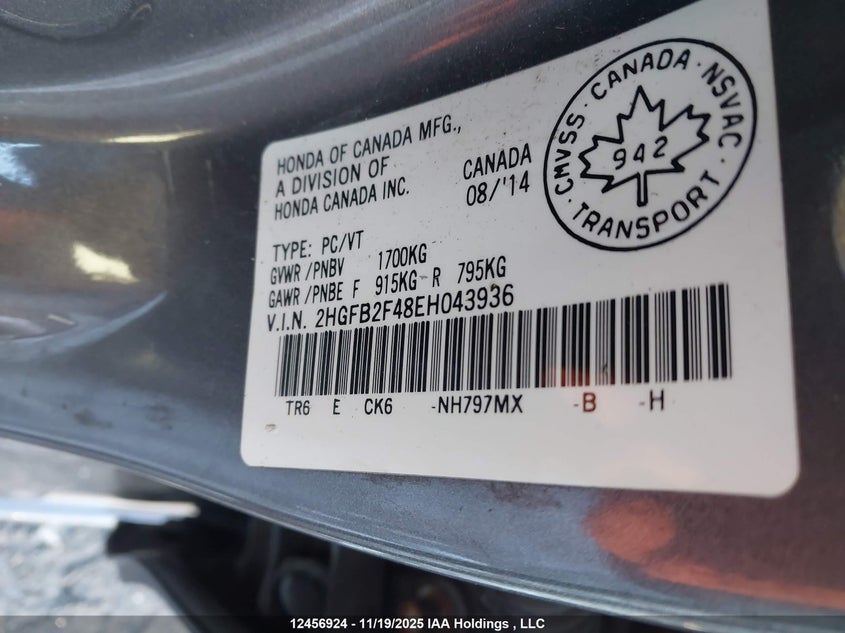 HONDA OF CANADA MFG.,
A DIVISION OF
HONDA CANADA INC.
CANADA
08/'14
CMVSS · CANADA · NSVAC
942
· TRANSPORT ·
TYPE: PC/VT
GVWR /PNBV 1700KG
GAWR /PNBE F 915KG R 795KG
V.I.N. 2HGFB2F48EH043936
TR6 E CK6 -NH797MX -B -H
12456924 - 11/19/2025 IAA Holdings , LLC